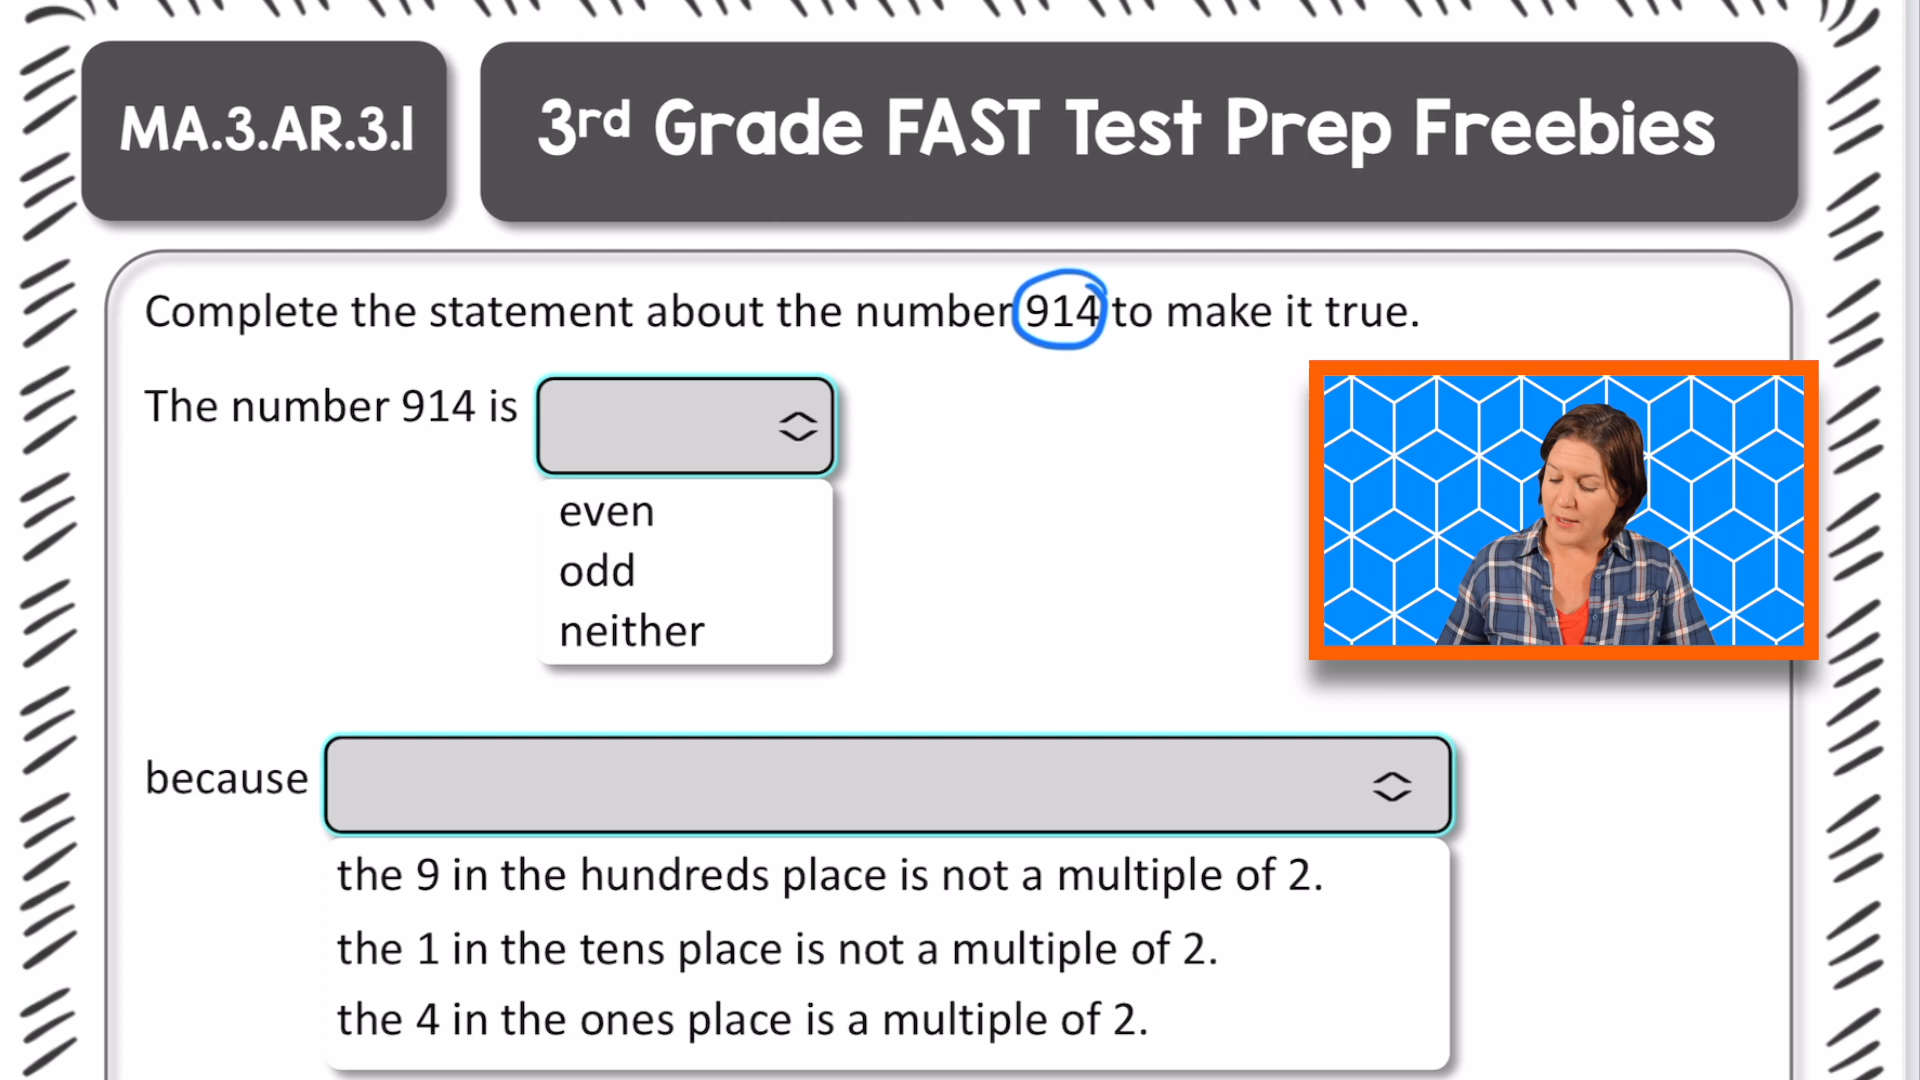 MA.3.AR.3.1
3rd Grade FAST Test Prep Freebies
Complete the statement about the number 914 to make it true.
The number 914 is
even
odd
neither
because
the 9 in the hundreds place is not a multiple of 2.
the 1 in the tens place is not a multiple of 2.
the 4 in the ones place is a multiple of 2.